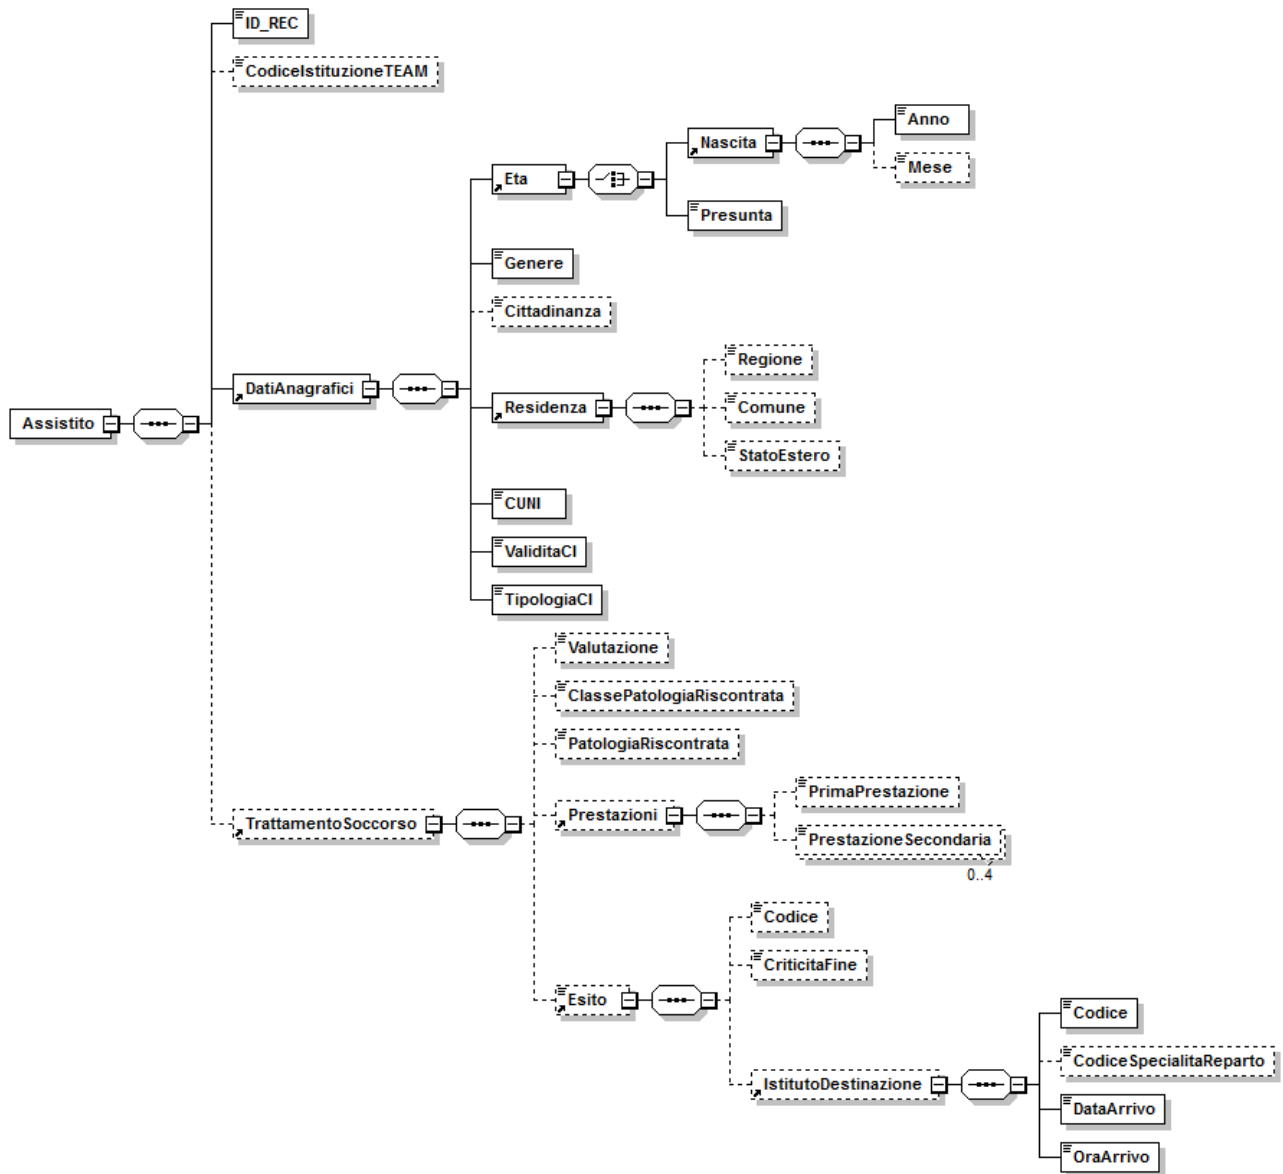 ID_REC
CodiceIstituzioneTEAM
Anno
Nascita
Mese
Eta
Presunta
Genere
Cittadinanza
Regione
DatiAnagrafici
Residenza
Comune
Assistito
StatoEstero
CUNI
ValiditaCI
TipologiaCI
Valutazione
ClassePatologiaRiscontrata
PatologiaRiscontrata
PrimaPrestazione
TrattamentoSoccorso
Prestazioni
PrestazioneSecondaria
0..4
Codice
CriticitaFine
Esito
Codice
CodiceSpecialitaReparto
IstitutoDestinazione
DataArrivo
OraArrivo